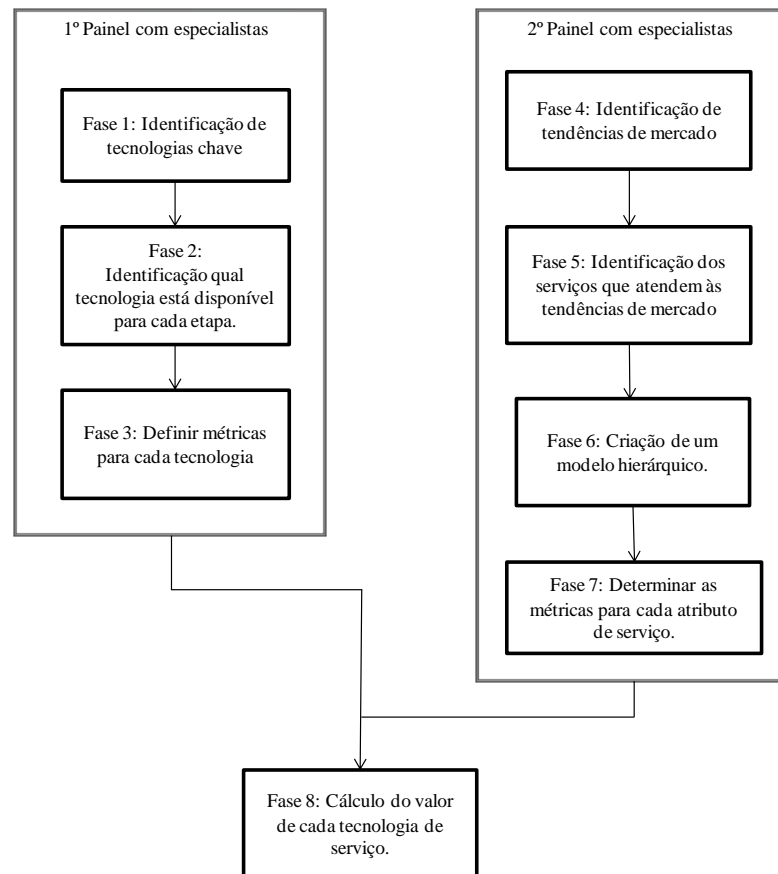 1º Painel com especialistas
Fase 1: Identificação de
tecnologias chave
Fase 2:
Identificação qual
tecnologia está disponível
para cada etapa.
Fase 3: Definir métricas
para cada tecnologia
2º Painel com especialistas
Fase 4: Identificação de
tendências de mercado
Fase 5: Identificação dos
serviços que atendem às
tendências de mercado
Fase 6: Criação de um
modelo hierárquico.
Fase 7: Determinar as
métricas para cada atributo
de serviço.
Fase 8: Cálculo do valor
de cada tecnologia de
serviço.